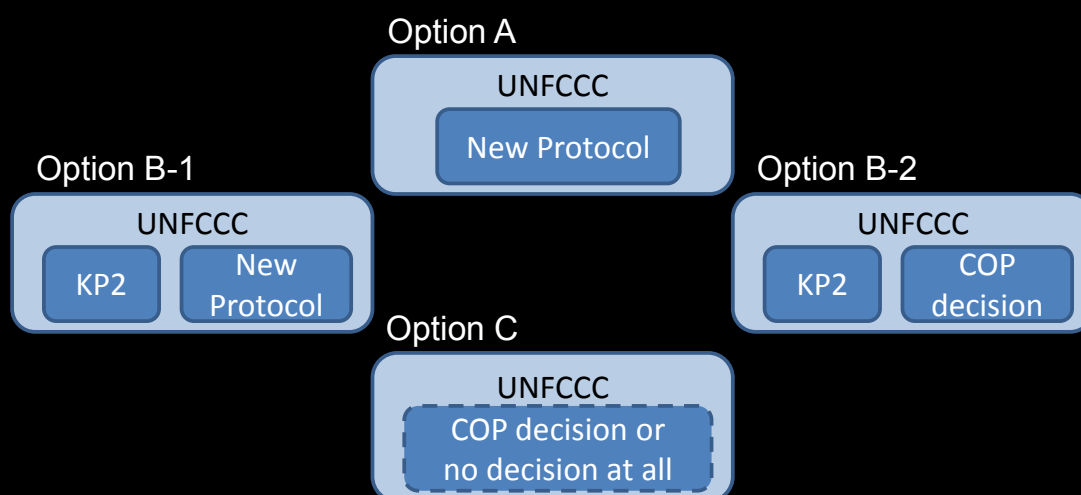 Option A
UNFCCC
New Protocol
Option B-1
UNFCCC
KP2
New
Protocol
Option B-2
UNFCCC
KP2
COP
decision
Option C
UNFCCC
COP decision or
no decision at all